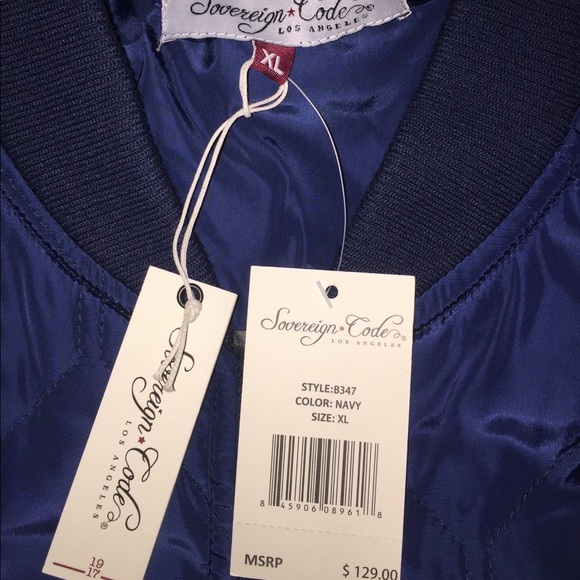 Sovereign★Code
LOS ANGELES
XL
Sovereign★Code®
LOS ANGELES
19
17
Sovereign★Code®
LOS ANGELES
STYLE:B347
COLOR: NAVY
SIZE: XL
8 45906 08961 8
MSRP $ 129.00